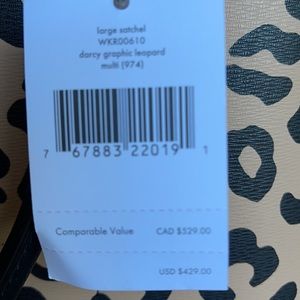 large satchel
WKR00610
darcy graphic leopard
multi (974)
7 67883 22019 1
Comparable Value CAD $529.00
USD $429.00